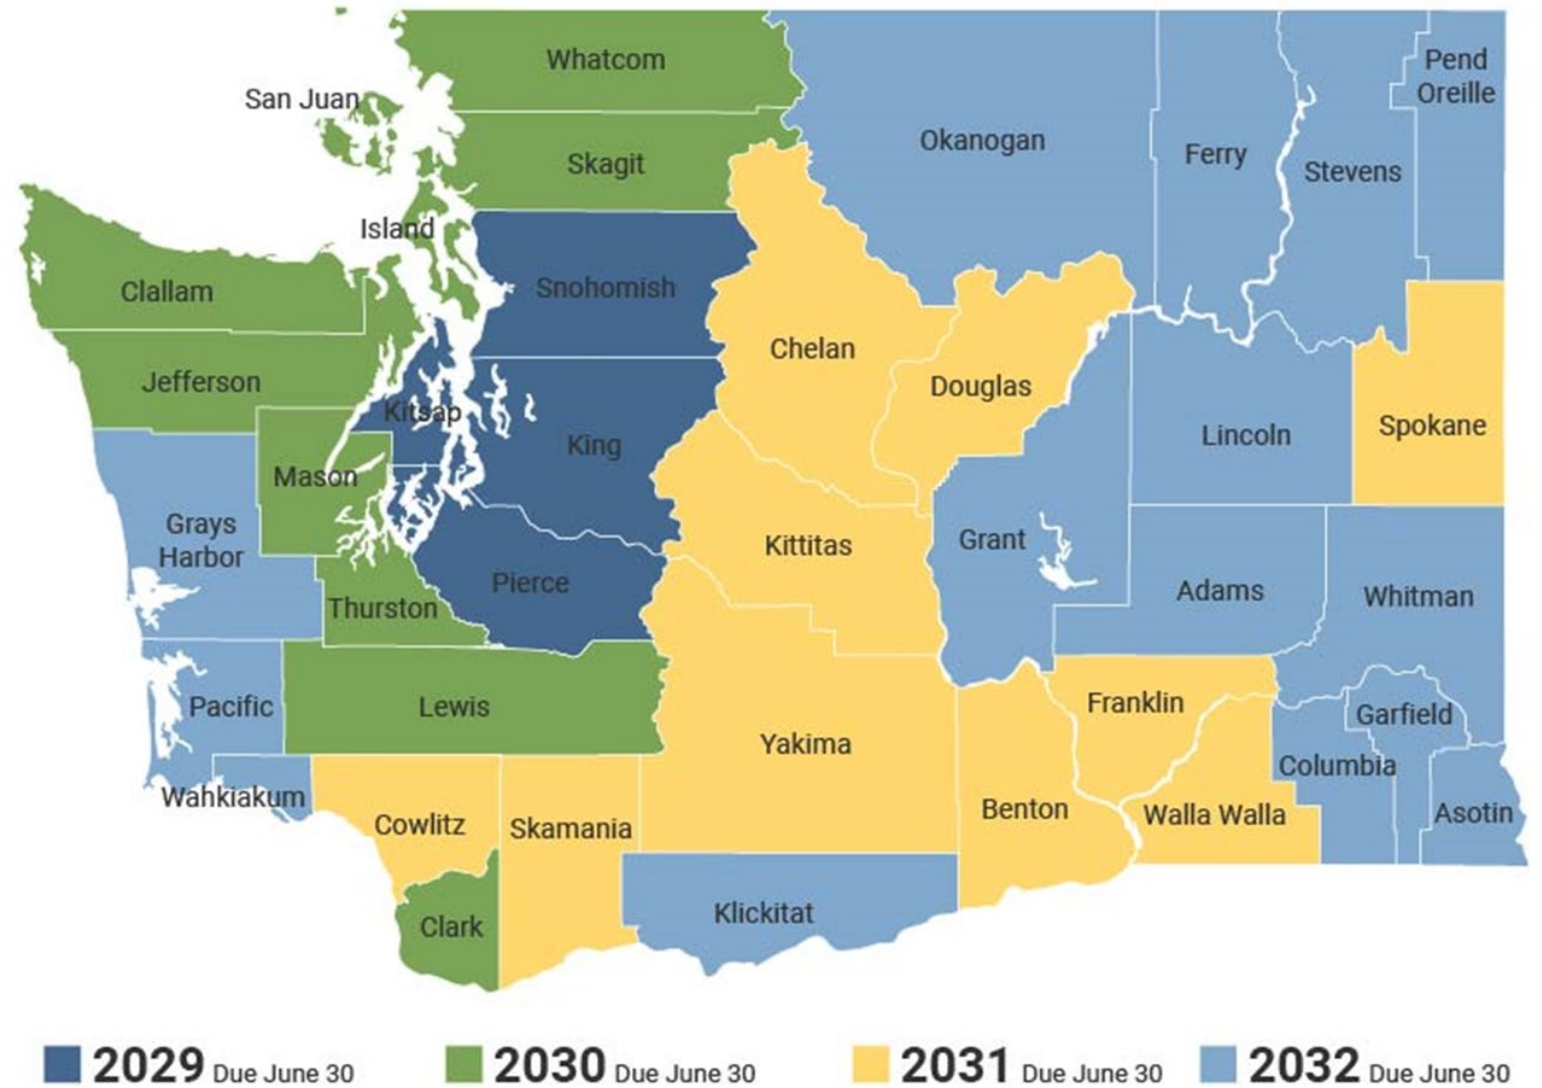 Whatcom
Pend
Oreille
San Juan
Okanogan
Ferry
Stevens
Skagit
Island
Clallam
Snohomish
Chelan
Jefferson
Douglas
Kitsap
King
Lincoln
Spokane
Mason
Grays
Harbor
Kittitas
Grant
Pierce
Adams
Whitman
Thurston
Pacific
Lewis
Yakima
Franklin
Garfield
Columbia
Wahkiakum
Cowlitz
Skamania
Benton
Walla Walla
Asotin
Clark
Klickitat
2029 Due June 30
2030 Due June 30
2031 Due June 30
2032 Due June 30